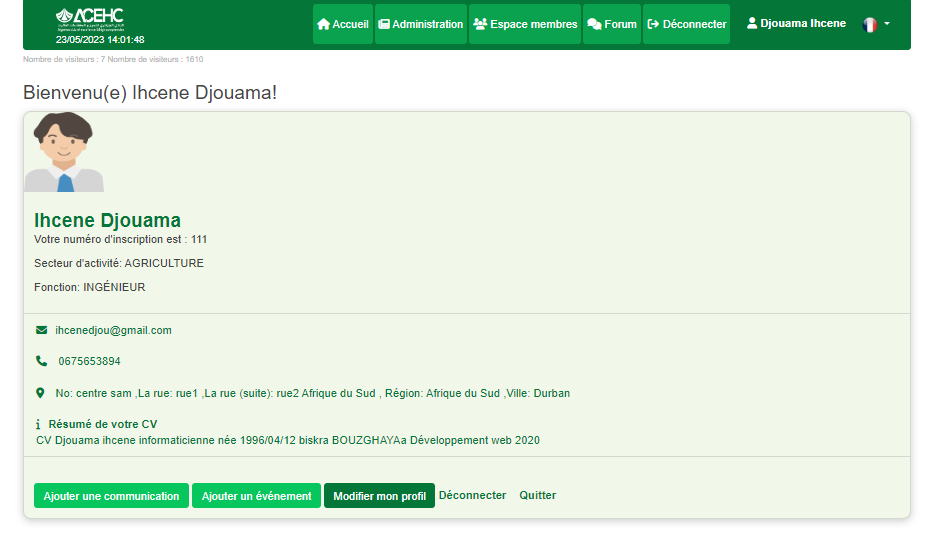 ACEHC
23/05/2023 14:01:48
Accueil Administration Espace membres Forum Déconnecter Djouama Ihcene
Nombre de visiteurs : 7 Nombre de visiteurs : 1610
Bienvenu(e) Ihcene Djouama!
Ihcene Djouama
Votre numéro d'inscription est : 111
Secteur d'activité: AGRICULTURE
Fonction: INGÉNIEUR
ihcenedjou@gmail.com
0675653894
No: centre sam ,La rue: rue1 ,La rue (suite): rue2 Afrique du Sud , Région: Afrique du Sud ,Ville: Durban
Résumé de votre CV
CV Djouama ihcene informaticienne née 1996/04/12 biskra BOUZGHAYAa Développement web 2020
Ajouter une communication Ajouter un événement Modifier mon profil Déconnecter Quitter